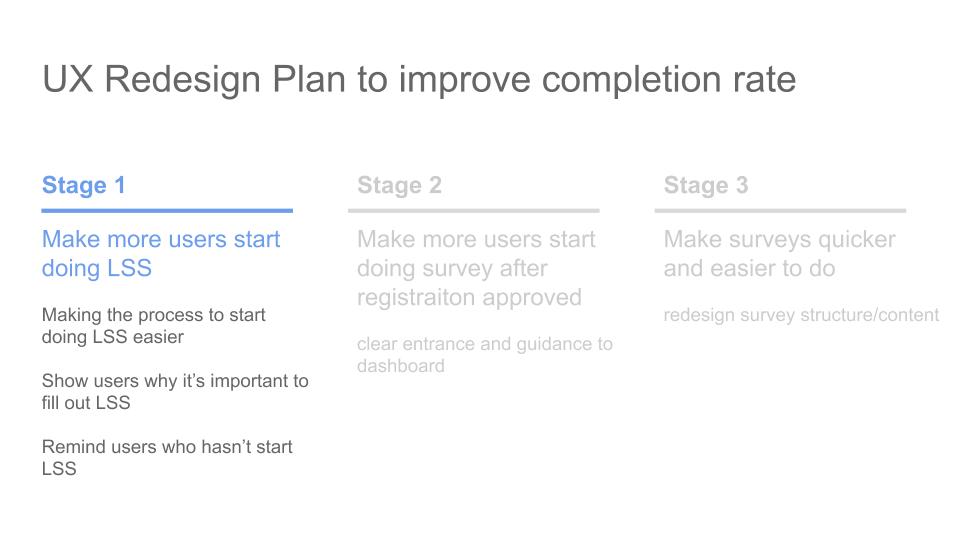 UX Redesign Plan to improve completion rate
Stage 1
Make more users start
doing LSS
Making the process to start
doing LSS easier
Show users why it’s important to
fill out LSS
Remind users who hasn’t start
LSS
Stage 2
Make more users start
doing survey after
registraiton approved
clear entrance and guidance to
dashboard
Stage 3
Make surveys quicker
and easier to do
redesign survey structure/content